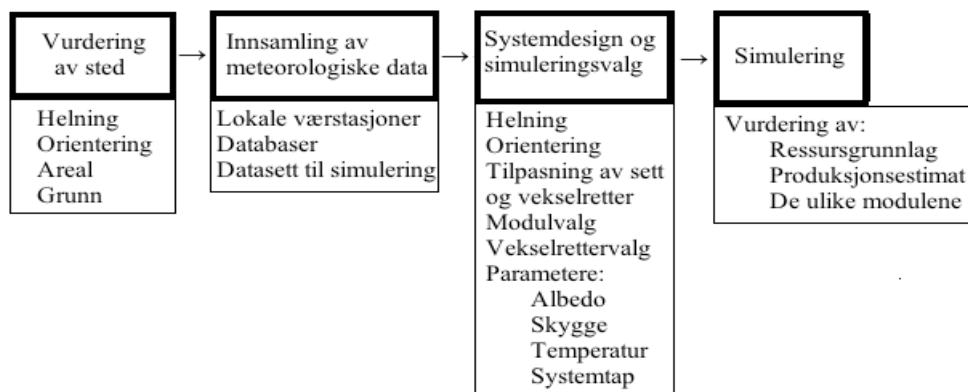 Vurdering
av sted
→
Innsamling av
meteorologiske data
→
Systemdesign og
simuleringsvalg
→
Simulering
Helning
Orientering
Areal
Grunn
Lokale værstasjoner
Databaser
Datasett til simulering
Helning
Orientering
Tilpasning av sett
og vekselretter
Modulvalg
Vekselrettervalg
Parametere:
Albedo
Skygge
Temperatur
Systemtap
Vurdering av:
Ressursgrunnlag
Produksjonsestimat
De ulike modulene
.